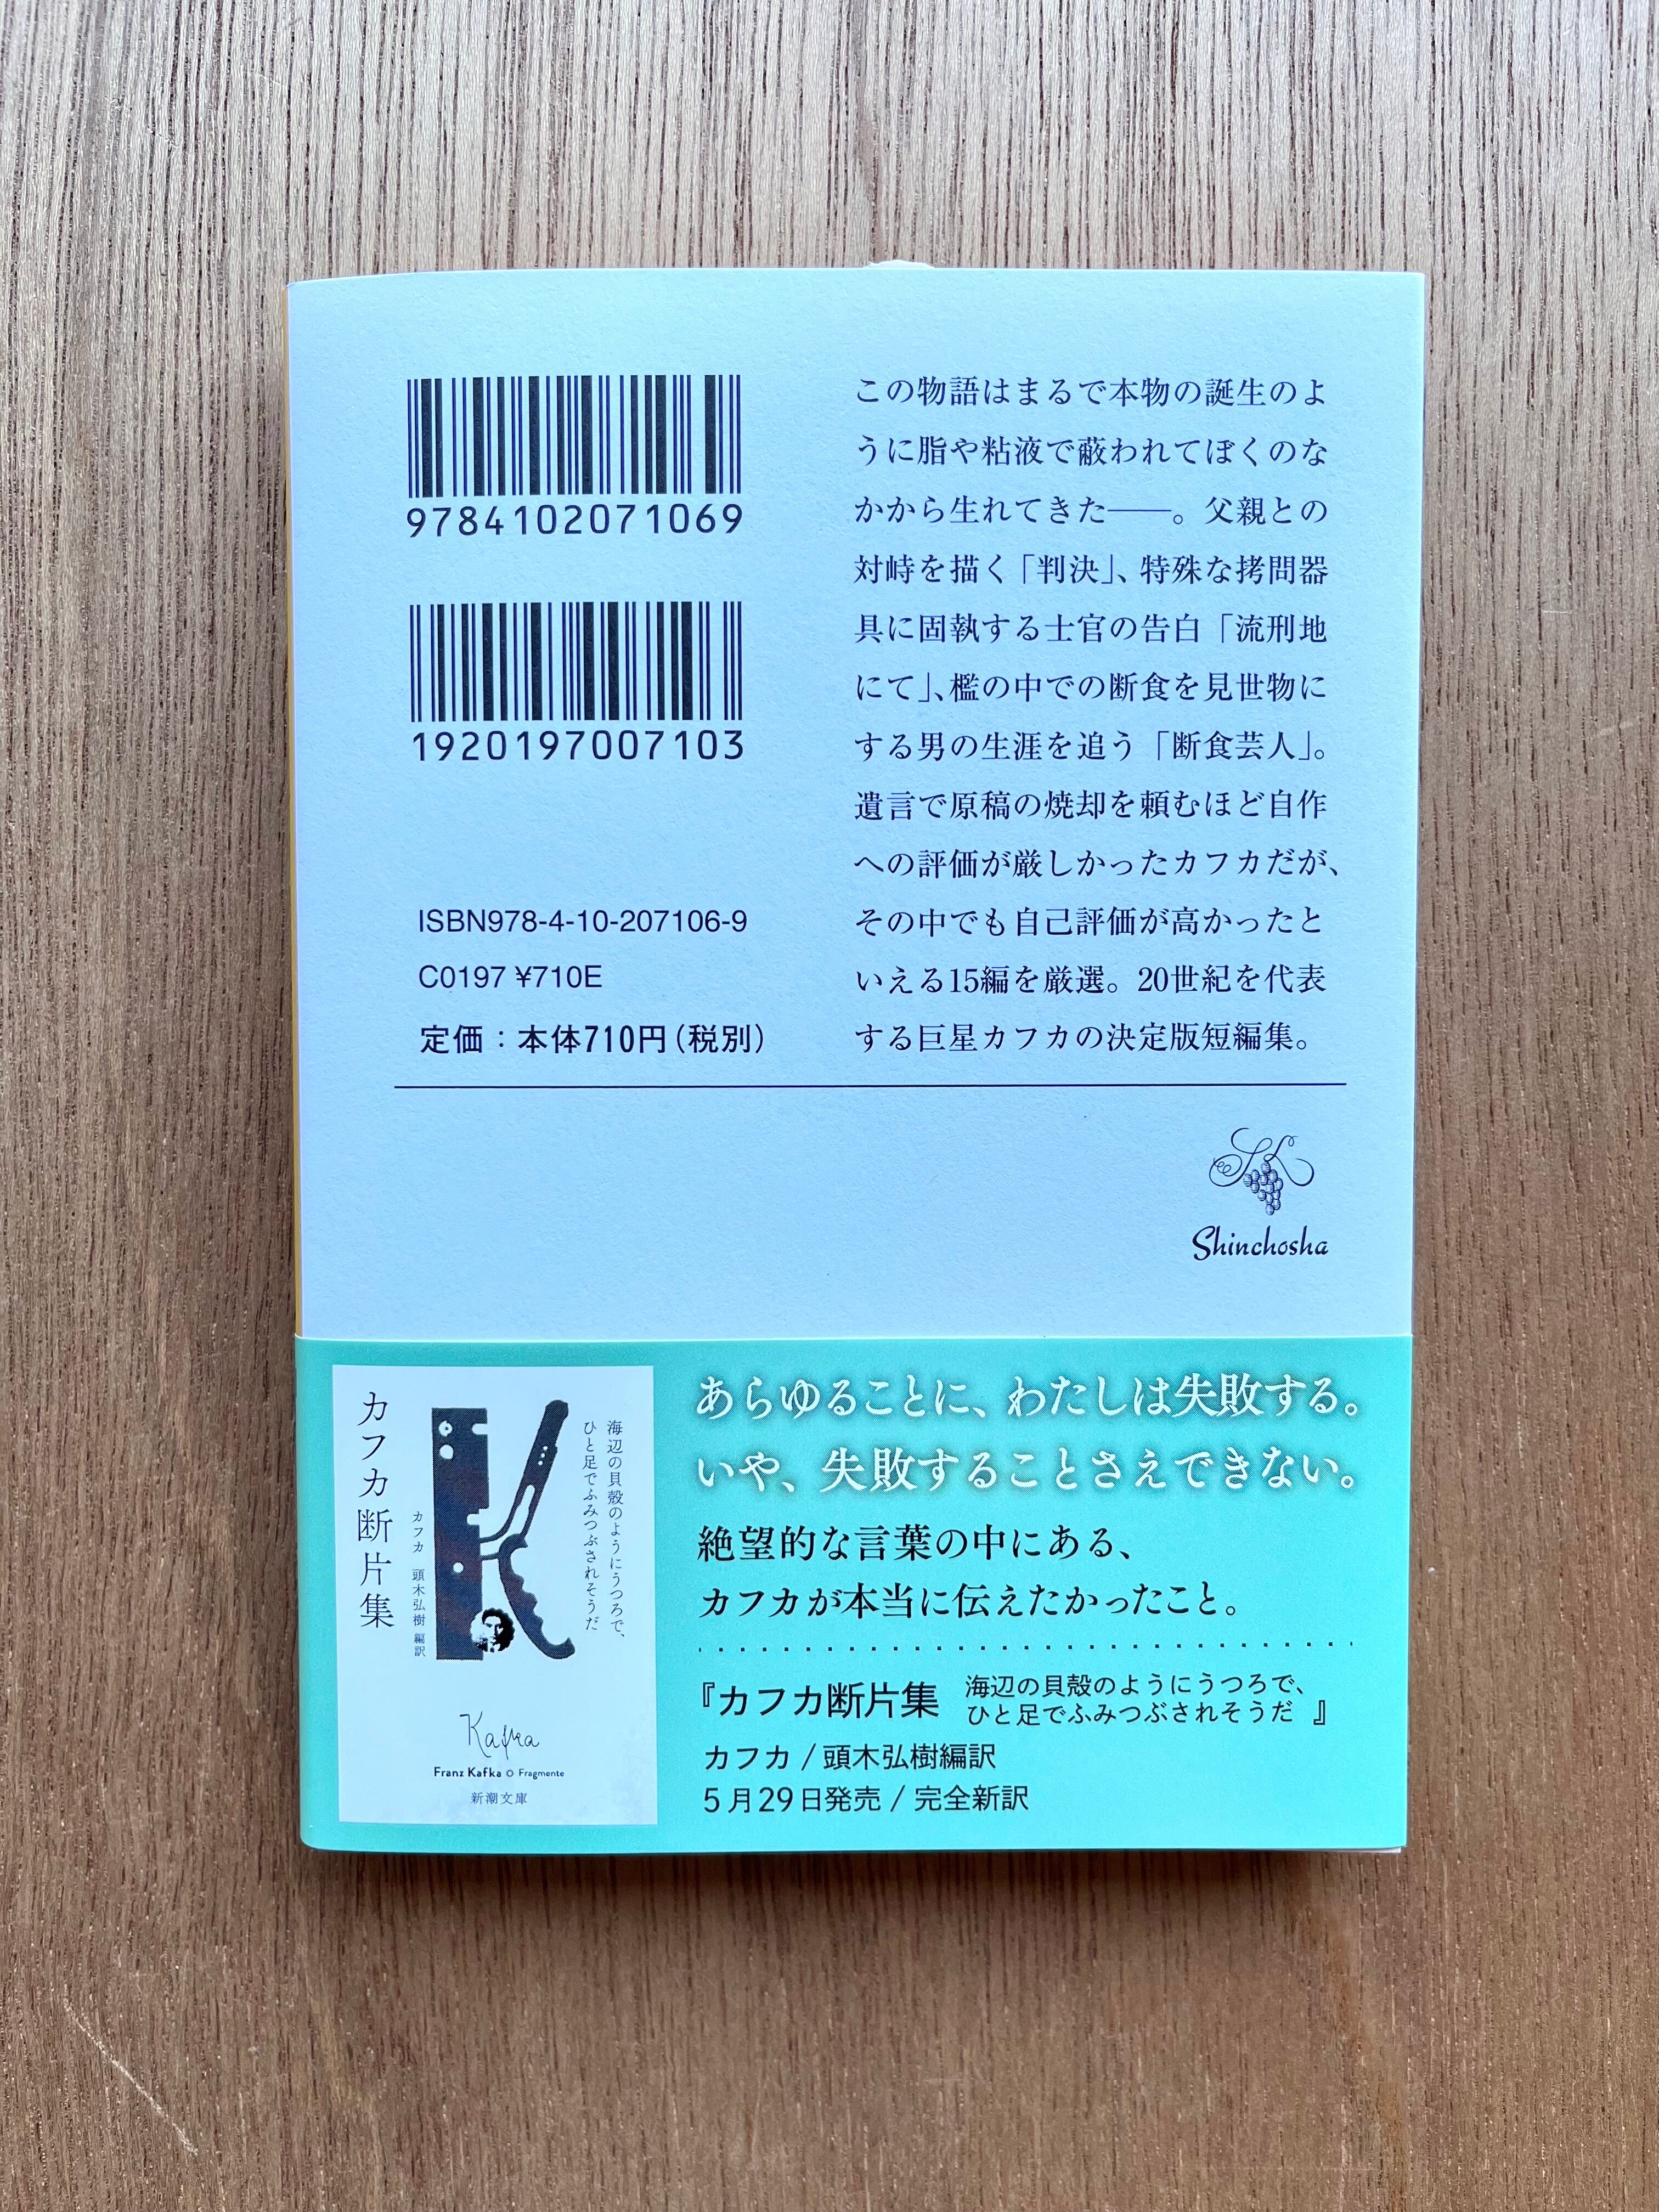 9784102071069
1920197007103
ISBN978-4-10-207106-9
C0197 ¥710E
定価：本体710円（税別）
この物語はまるで本物の誕生のよ
うに脂や粘液で蔽われてぼくのな
かから生れてきた――。父親との
対峙を描く「判決」、特殊な拷問器
具に固執する士官の告白「流刑地
にて」、檻の中での断食を見世物に
する男の生涯を追う「断食芸人」。
遺言で原稿の焼却を頼むほど自作
への評価が厳しかったカフカだが、
その中でも自己評価が高かったと
いえる15編を厳選。20世紀を代表
する巨星カフカの決定版短編集。
Shinchosha
海辺の貝殻のようにうつろで、
ひと足でふみつぶされそうだ
カフカ 頭木弘樹 編訳
カフカ断片集
Kafka
Franz Kafka Fragmente
新潮文庫
あらゆることに、わたしは失敗する。
いや、失敗することさえできない。
絶望的な言葉の中にある、
カフカが本当に伝えたかったこと。
『カフカ断片集 海辺の貝殻のようにうつろで、
ひと足でふみつぶされそうだ』
カフカ / 頭木弘樹編訳
5月29日発売 / 完全新訳